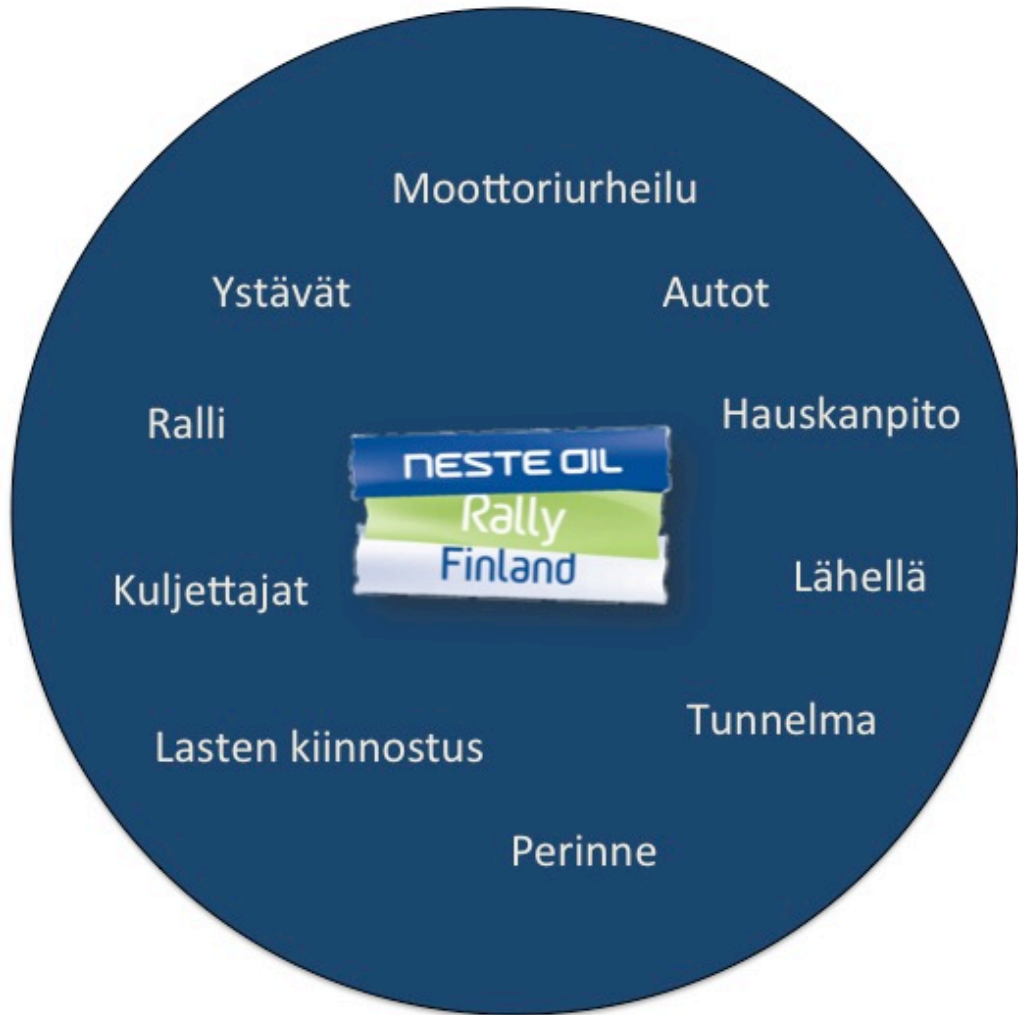 Moottoriurheilu
Ystävät
Autot
Ralli
Hauskanpito
NESTE OIL
Rally
Finland
Kuljettajat
Lähellä
Lasten kiinnostus
Tunnelma
Perinne